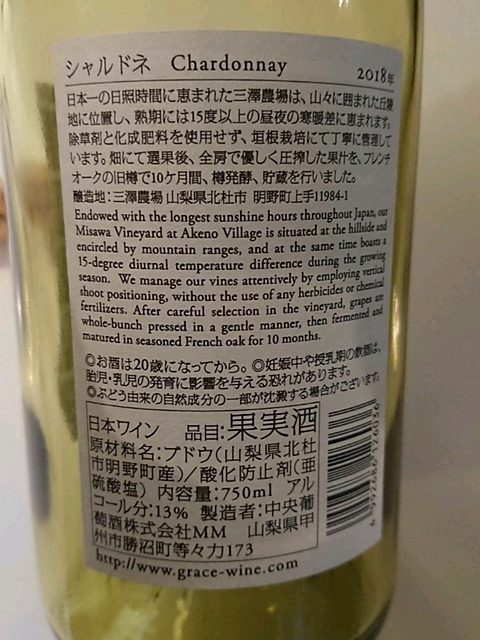 シャルドネ Chardonnay 2018年
日本一の日照時間に恵まれた三澤農場は、山々に囲まれた丘陵
地に位置し、熟期には15度以上の昼夜の寒暖差に恵まれます。
除草剤と化成肥料を使用せず、垣根栽培にて丁寧に管理して
います。畑にて選果後、全房で優しく圧搾した果汁を、フレンチ
オークの旧樽で10ケ月間、樽発酵、貯蔵を行いました。
醸造地:三澤農場 山梨県北杜市 明野町上手11984-1
Endowed with the longest sunshine hours throughout Japan, our
Misawa Vineyard at Akeno Village is situated at the hillside and
encircled by mountain ranges, and at the same time boasts a
15-degree diurnal temperature difference during the growing
season. We manage our vines attentively by employing vertical
shoot positioning, without the use of any herbicides or chemical
fertilizers. After careful selection in the vineyard, grapes are
whole-bunch pressed in a gentle manner, then fermented and
matured in seasoned French oak for 10 months.
◎お酒は20歳になってから。◎妊娠中や授乳期の飲酒は、
胎児・乳児の発育に影響を与える恐れがあります。
◎ぶどう由来の自然成分の一部が沈澱する場合がございます。
日本ワイン 品目:果実酒
原材料名:ブドウ(山梨県北杜
市明野町産)/酸化防止剤(亜
硫酸塩) 内容量:750ml アル
コール分:13% 製造者:中央葡
萄酒株式会社MM 山梨県甲
州市勝沼町等々力173
http://www.grace-wine.com